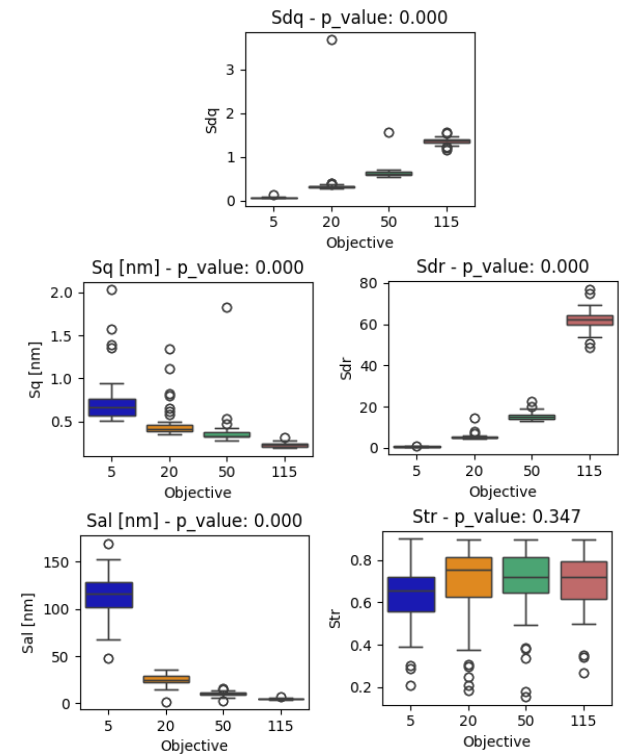 Sdq - p_value: 0.000
3
2
1
0
Sdq
5 20 50 115
Objective
Sq [nm] - p_value: 0.000
2.0
1.5
1.0
0.5
Sq [nm]
5 20 50 115
Objective
Sdr - p_value: 0.000
80
60
40
20
0
Sdr
5 20 50 115
Objective
Sal [nm] - p_value: 0.000
150
100
50
0
Sal [nm]
5 20 50 115
Objective
Str - p_value: 0.347
0.8
0.6
0.4
0.2
Str
5 20 50 115
Objective